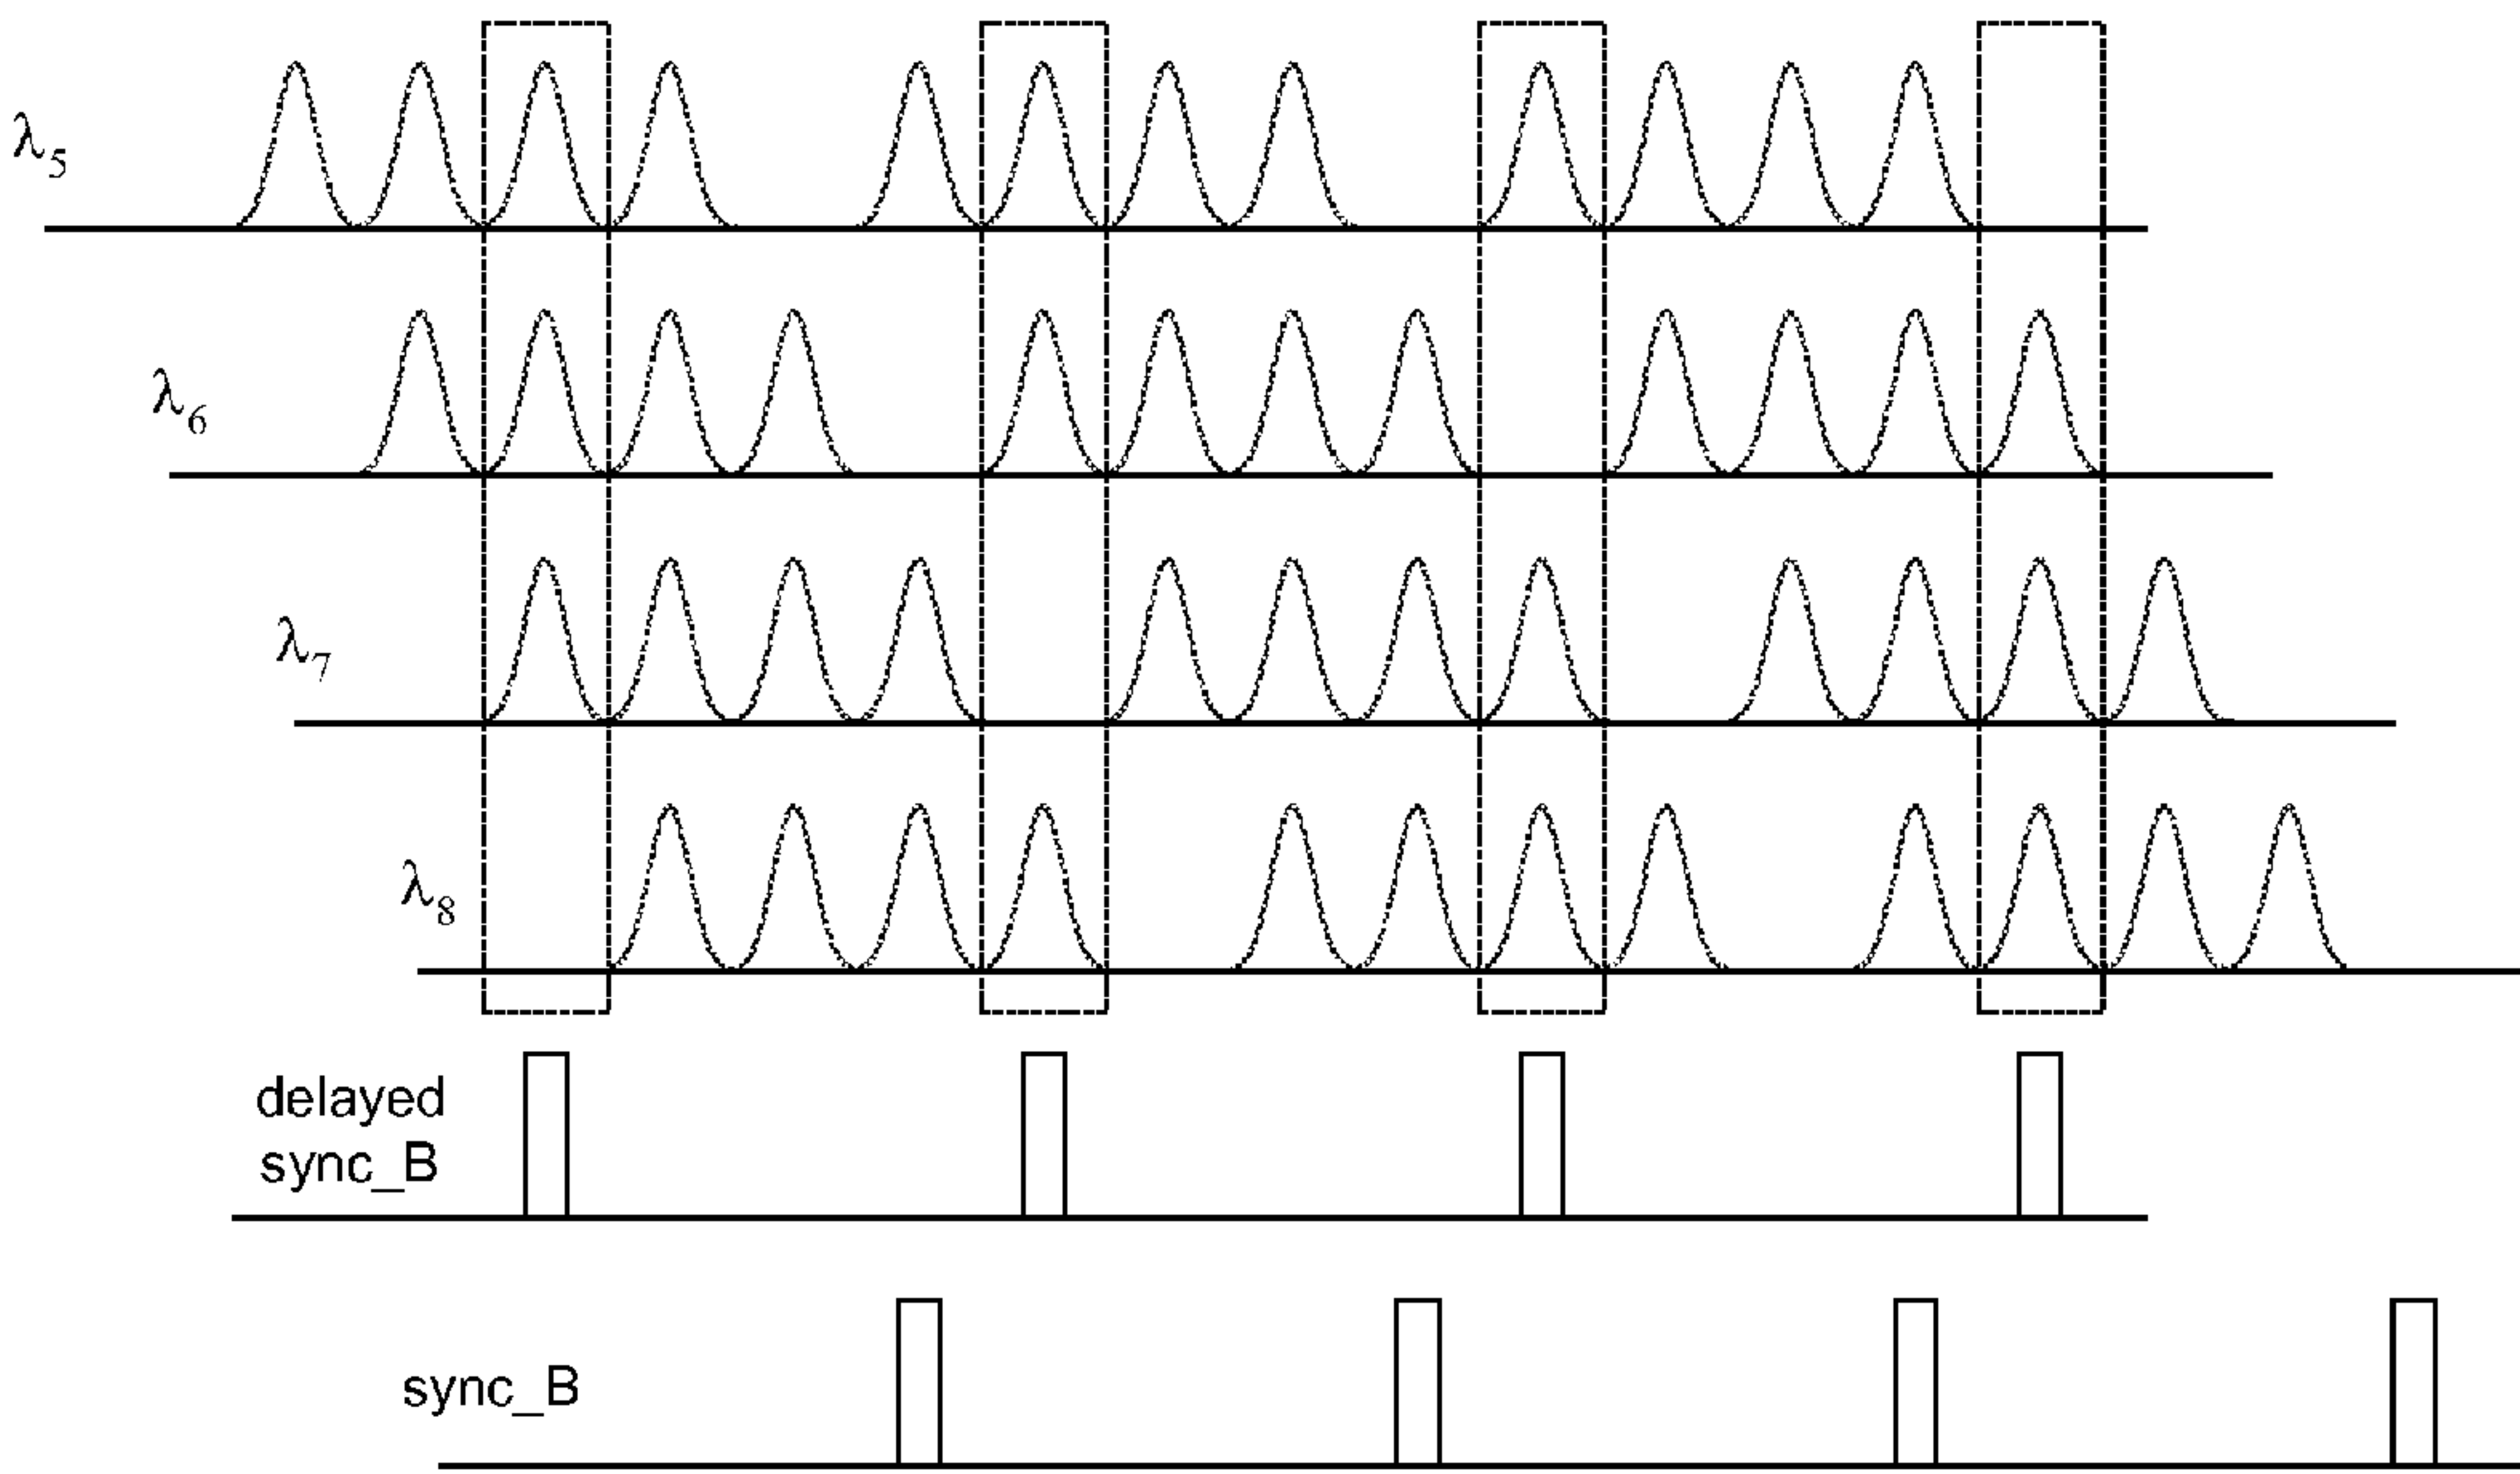 λ5
λ6
λ7
λ8
delayed
sync_B
sync_B